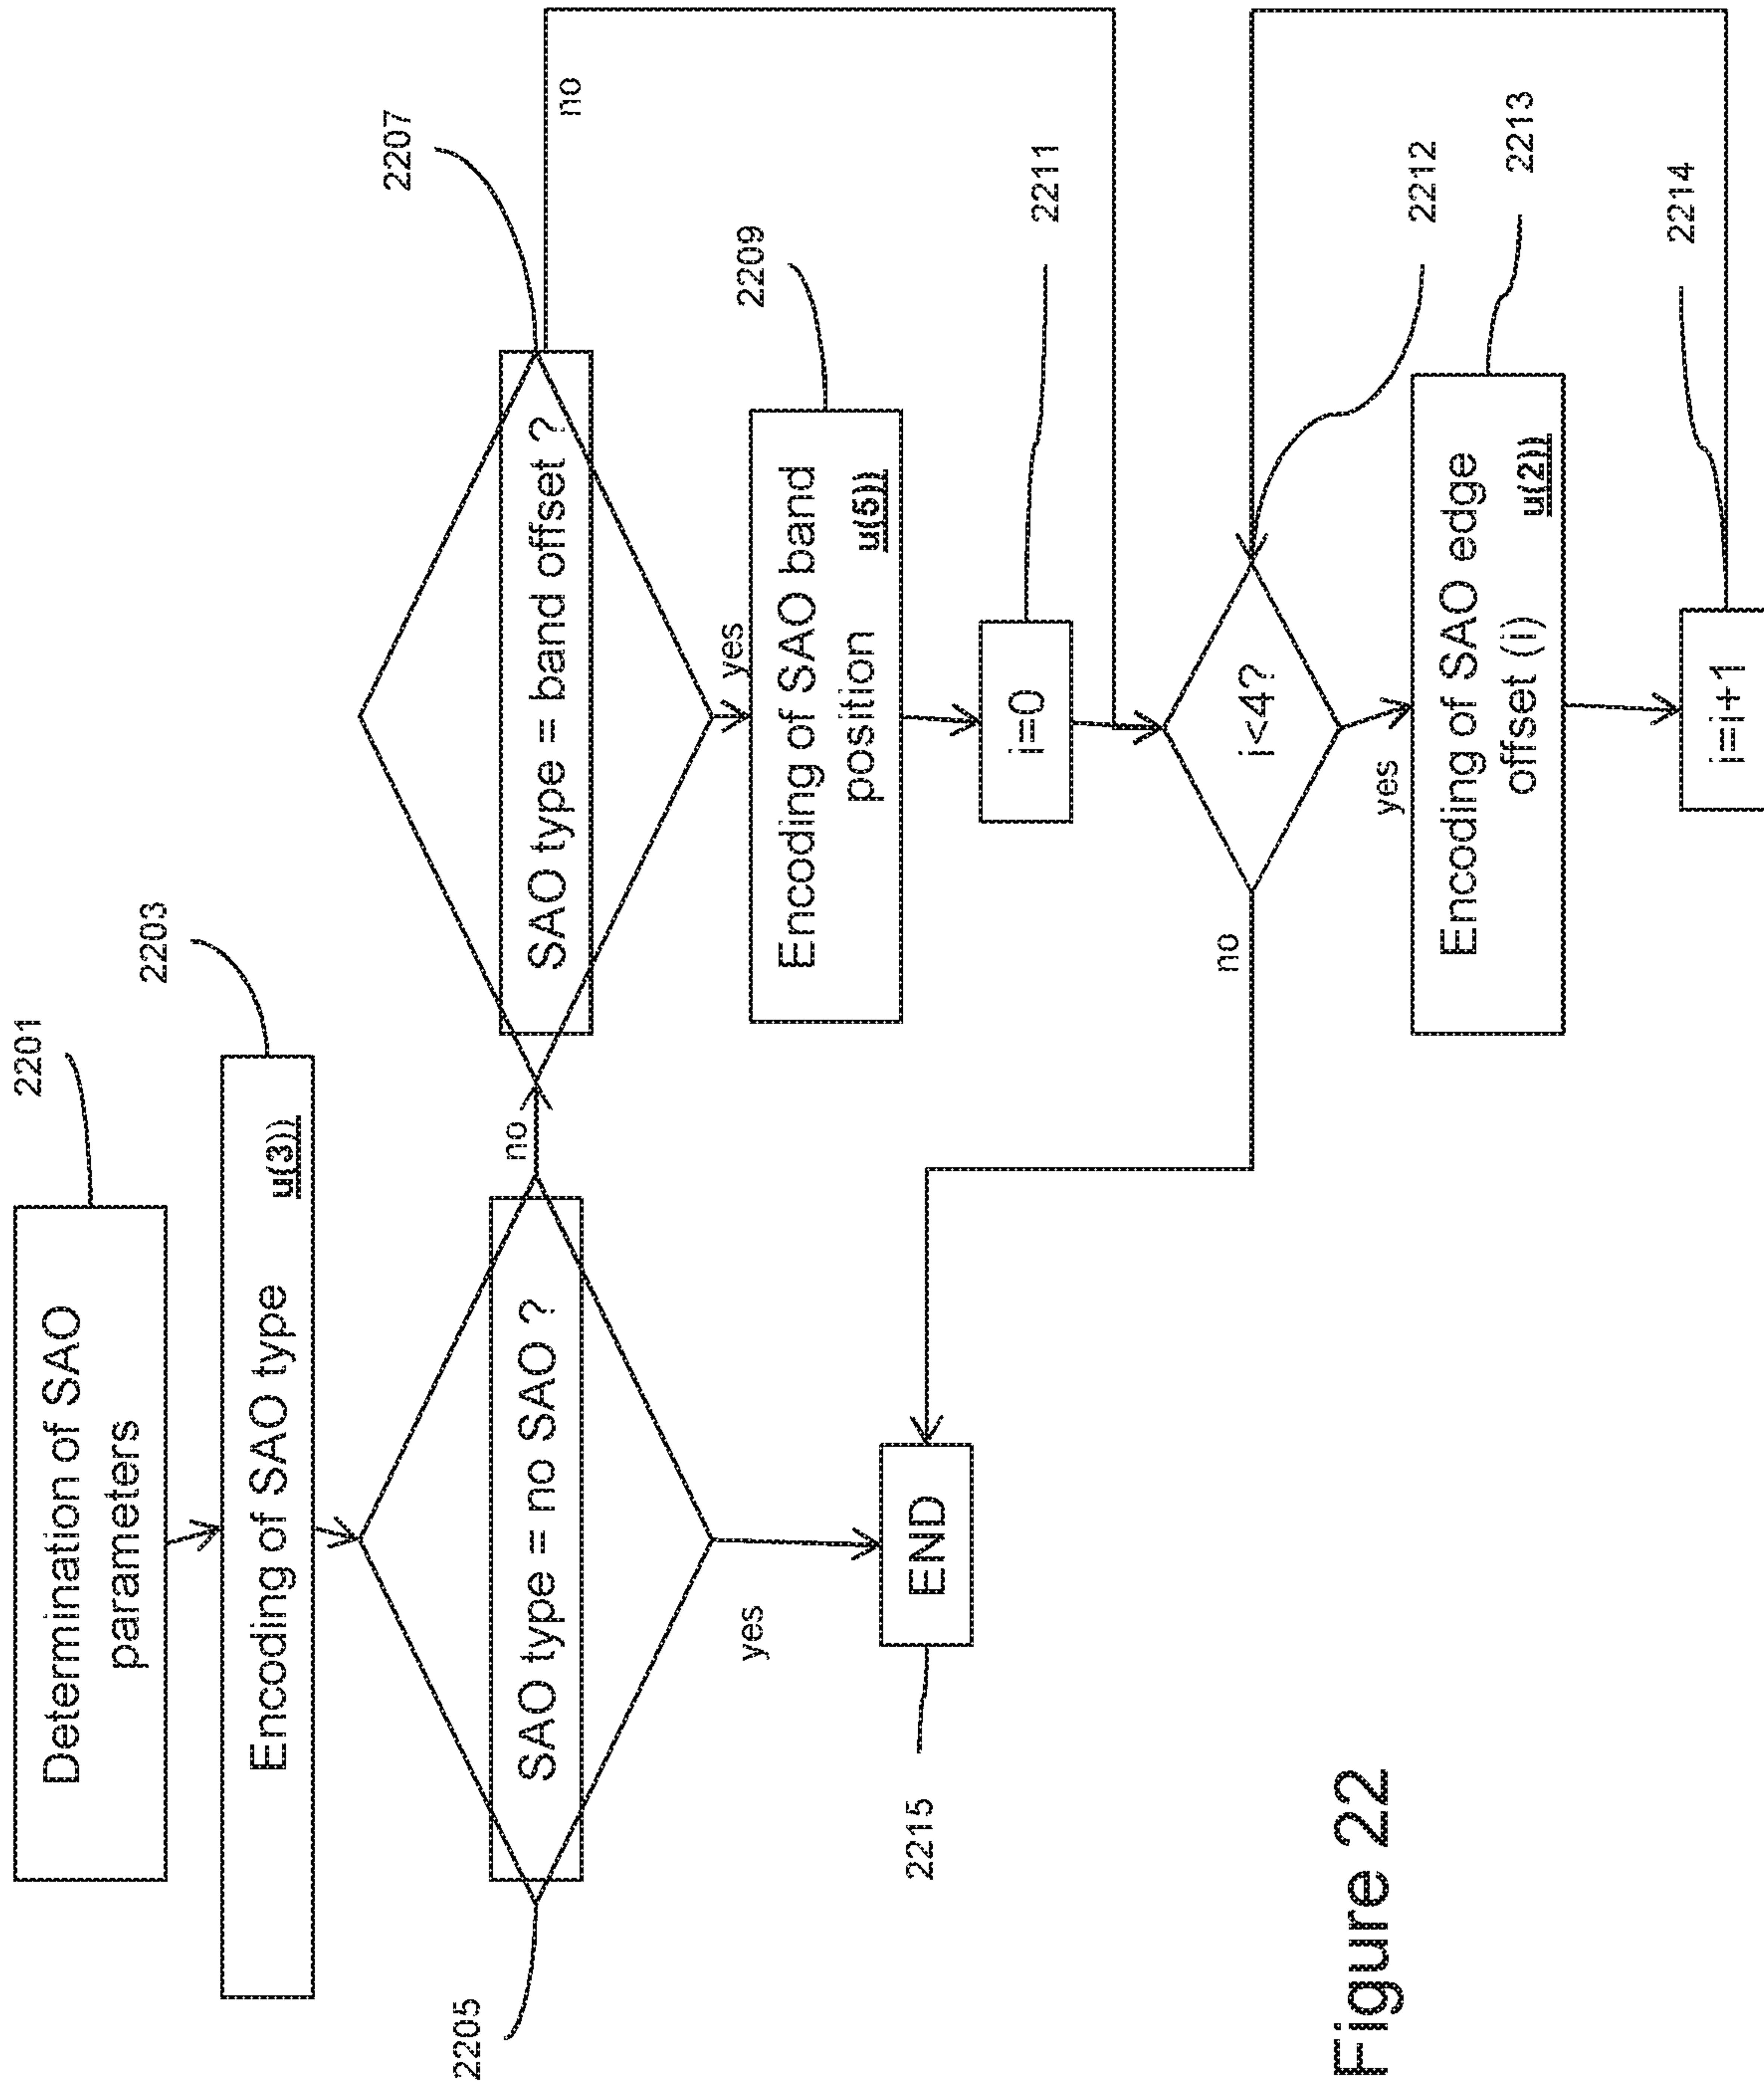 2201
Determination of SAO
parameters
2203
Encoding of SAO type
u(3))
2205
SAO type = no SAO ?
no
yes
2207
SAO type = band offset ?
no
yes
2209
Encoding of SAO band
position
u(5))
2211
i=0
2212
i<4?
no
yes
2213
Encoding of SAO edge
offset (i)
u(2))
2214
i=i+1
END
2215
Figure 22